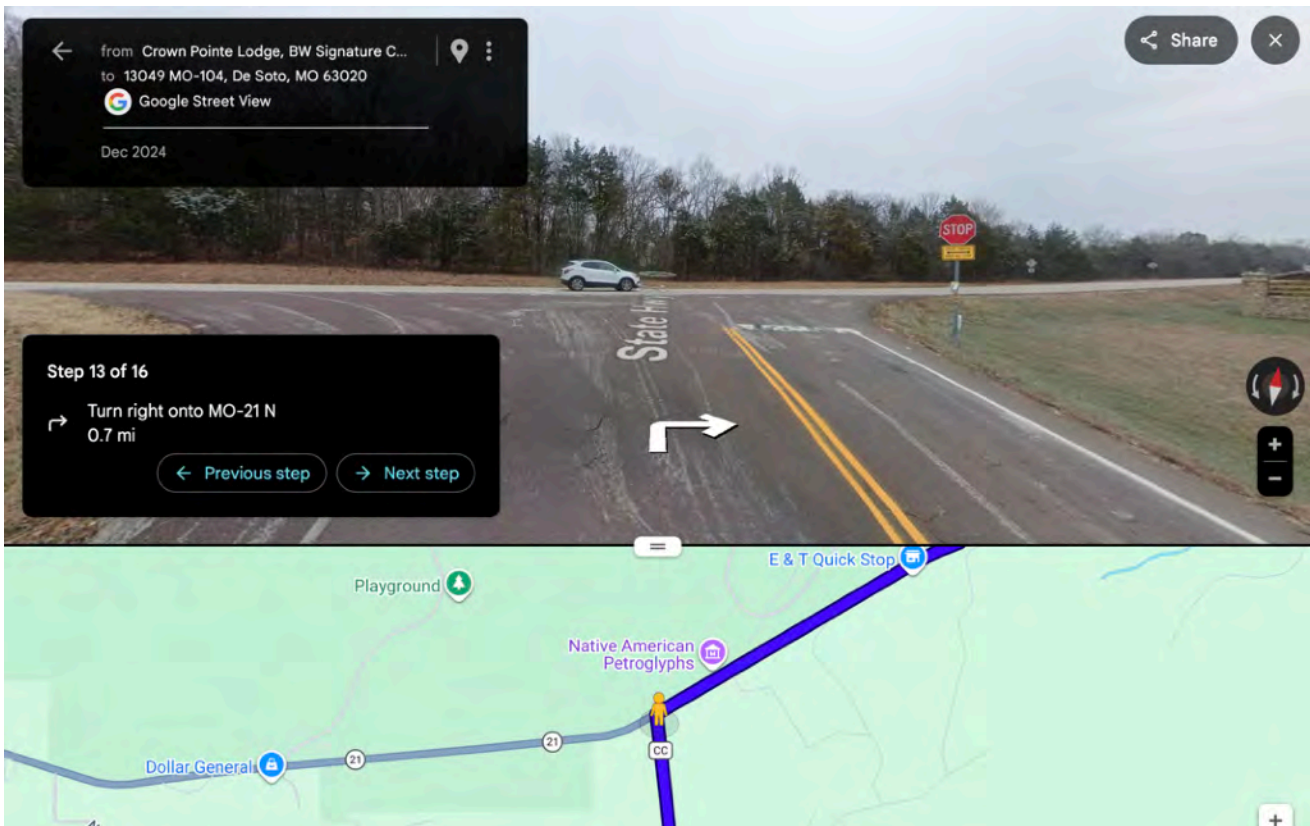 from Crown Pointe Lodge, BW Signature C...
to 13049 MO-104, De Soto, MO 63020
Google Street View
Dec 2024
Share
STOP
State Hwy
Step 13 of 16
Turn right onto MO-21 N
0.7 mi
Previous step
Next step
E & T Quick Stop
Playground
Native American
Petroglyphs
21
21
CC
Dollar General